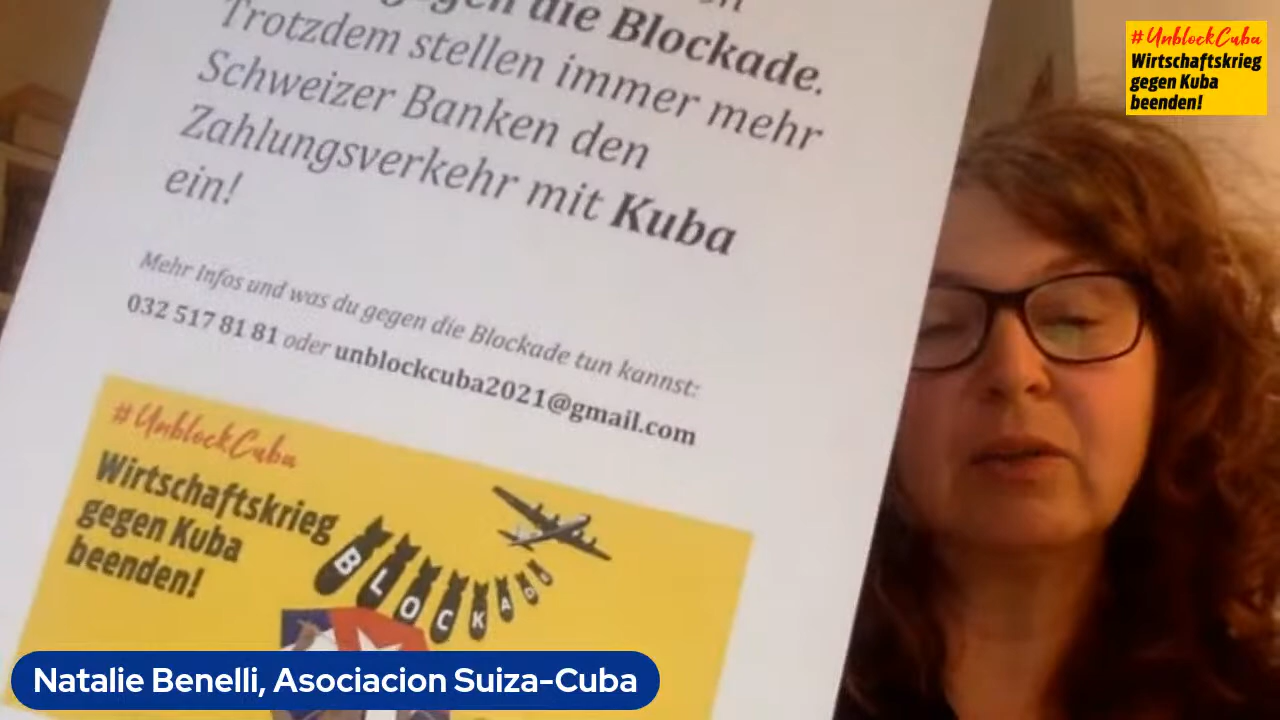 gegen die Blockade.
Trotzdem stellen immer mehr
Schweizer Banken den
Zahlungsverkehr mit Kuba
ein!
Mehr Infos und was du gegen die Blockade tun kannst:
032 517 81 81 oder unblockcuba2021@gmail.com
#UnblockCuba
Wirtschaftskrieg
gegen Kuba
beenden!
BLOCKADE
#UnblockCuba
Wirtschaftskrieg
gegen Kuba
beenden!
Natalie Benelli, Asociacion Suiza-Cuba